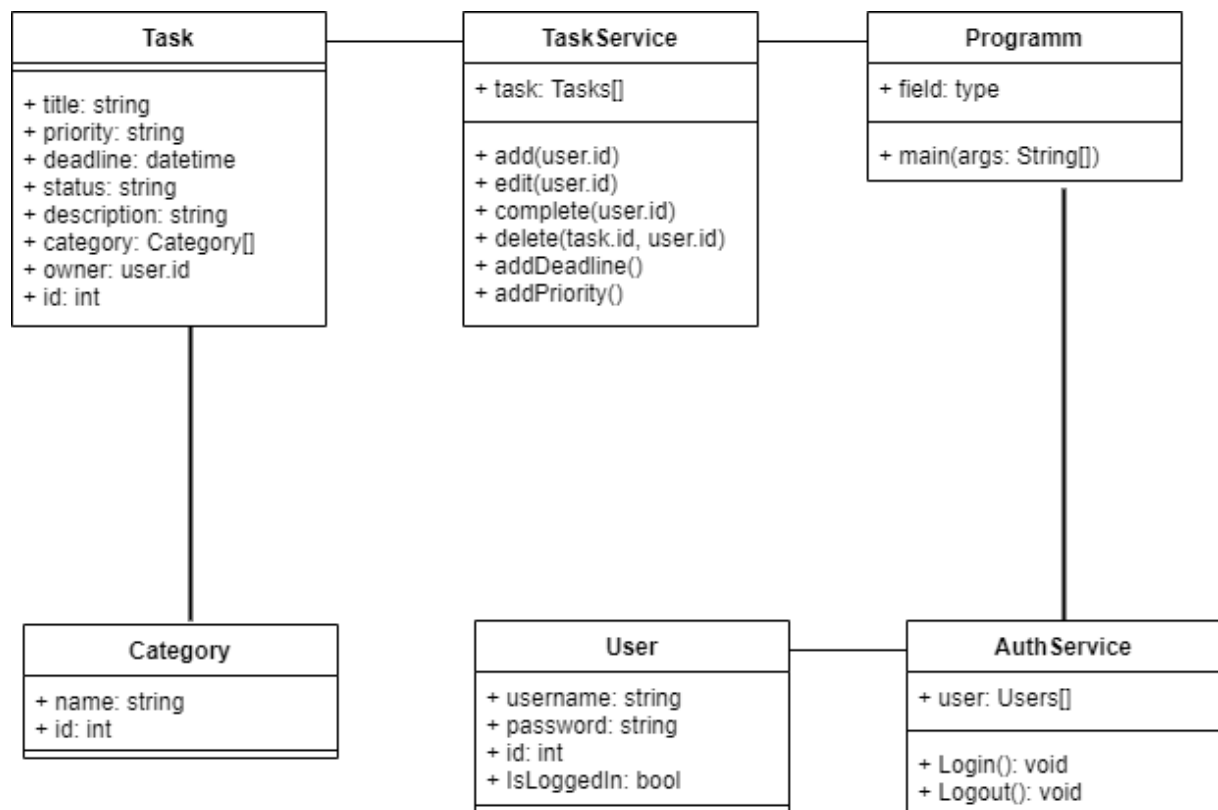 Task
+ title: string
+ priority: string
+ deadline: datetime
+ status: string
+ description: string
+ category: Category[]
+ owner: user.id
+ id: int
TaskService
+ task: Tasks[]
+ add(user.id)
+ edit(user.id)
+ complete(user.id)
+ delete(task.id, user.id)
+ addDeadline()
+ addPriority()
Programm
+ field: type
+ main(args: String[])
Category
+ name: string
+ id: int
User
+ username: string
+ password: string
+ id: int
+ IsLoggedIn: bool
AuthService
+ user: Users[]
+ Login(): void
+ Logout(): void